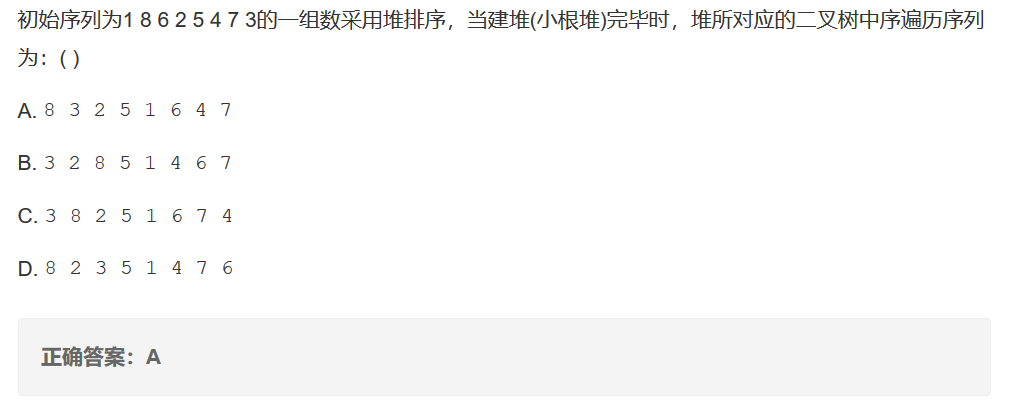 初始序列为1 8 6 2 5 4 7 3的一组数采用堆排序，当建堆(小根堆)完毕时，堆所对应的二叉树中序遍历序列
为：( )
A. 8 3 2 5 1 6 4 7
B. 3 2 8 5 1 4 6 7
C. 3 8 2 5 1 6 7 4
D. 8 2 3 5 1 4 7 6
正确答案：A